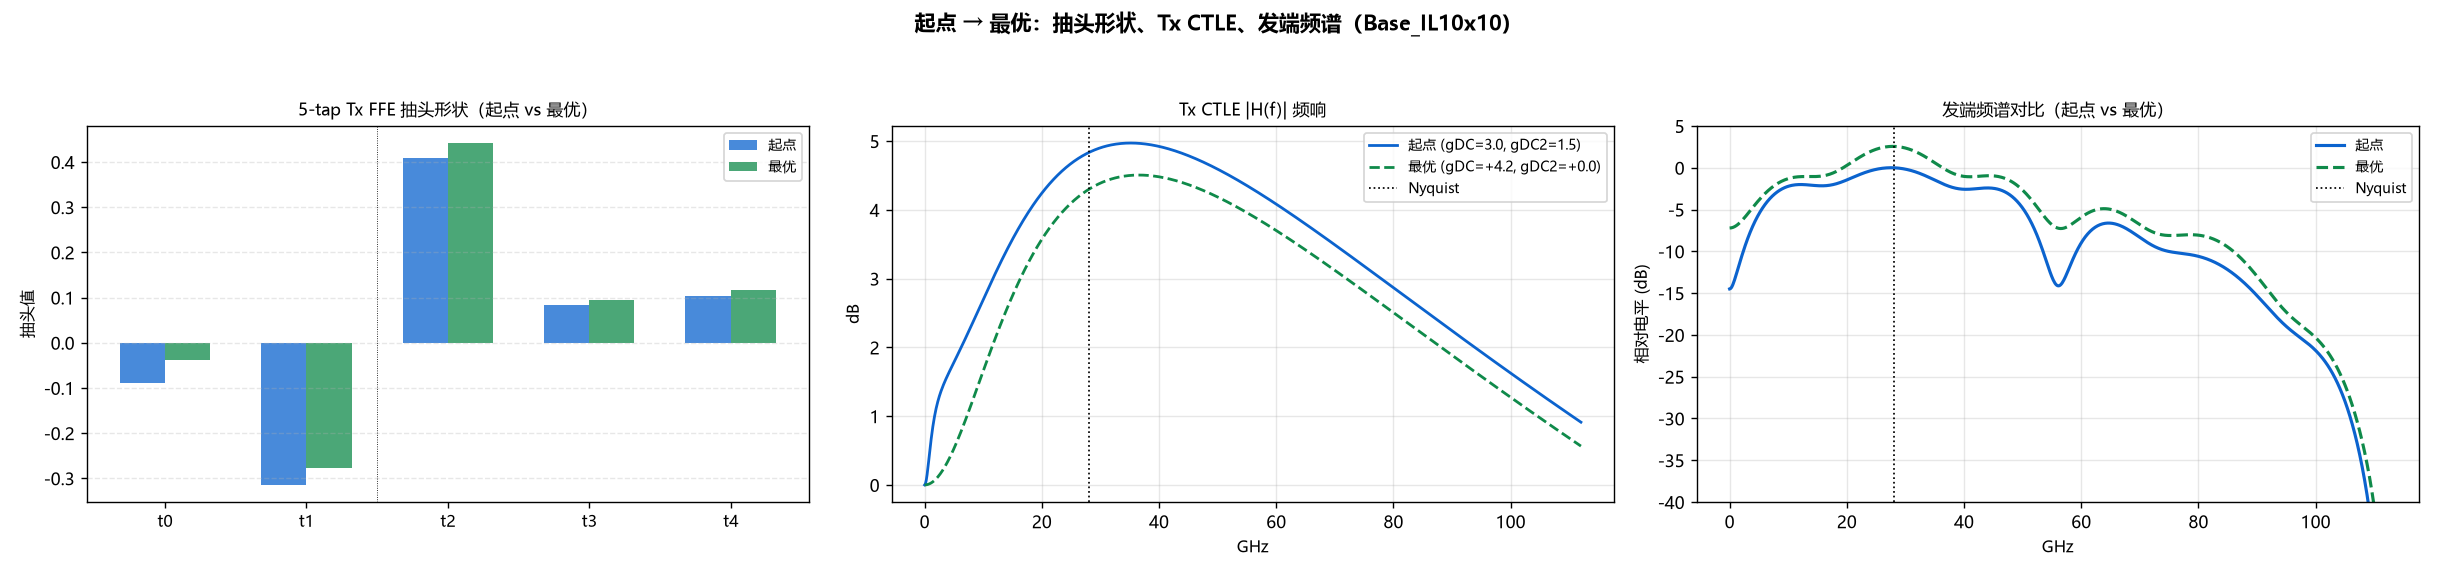 起点 → 最优：抽头形状、Tx CTLE、发端频谱（Base_IL10x10）
5-tap Tx FFE 抽头形状（起点 vs 最优）
抽头值
0.4
0.3
0.2
0.1
0.0
-0.1
-0.2
-0.3
t0
t1
t2
t3
t4
起点
最优
Tx CTLE |H(f)| 频响
dB
5
4
3
2
1
0
0
20
40
60
80
100
GHz
起点 (gDC=3.0, gDC2=1.5)
最优 (gDC=+4.2, gDC2=+0.0)
Nyquist
发端频谱对比（起点 vs 最优）
相对电平 (dB)
5
0
-5
-10
-15
-20
-25
-30
-35
-40
0
20
40
60
80
100
GHz
起点
最优
Nyquist